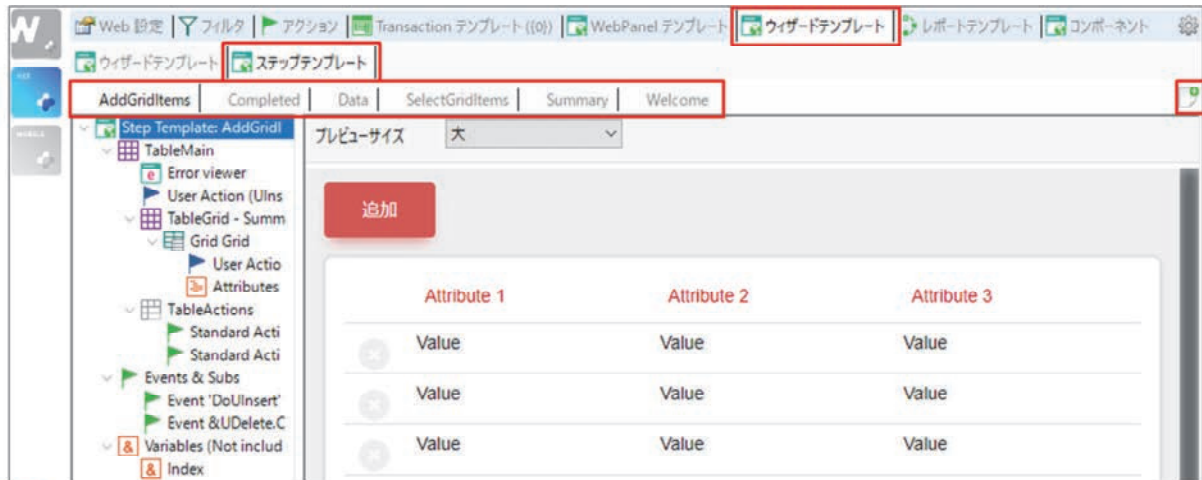 Web 設定 フィルタ アクション Transaction テンプレート ({0}) WebPanel テンプレート ウィザードテンプレート レポートテンプレート コンポーネント
ウィザードテンプレート ステップテンプレート
AddGridItems Completed Data SelectGridItems Summary Welcome
Step Template: AddGridI
TableMain
Error viewer
User Action (UIns
TableGrid - Summ
Grid Grid
User Actio
Attributes
TableActions
Standard Acti
Standard Acti
Events & Subs
Event 'DoUInsert'
Event &UDelete.C
Variables (Not includ
Index
プレビューサイズ 大
追加
Attribute 1 Attribute 2 Attribute 3
Value Value Value
Value Value Value
Value Value Value